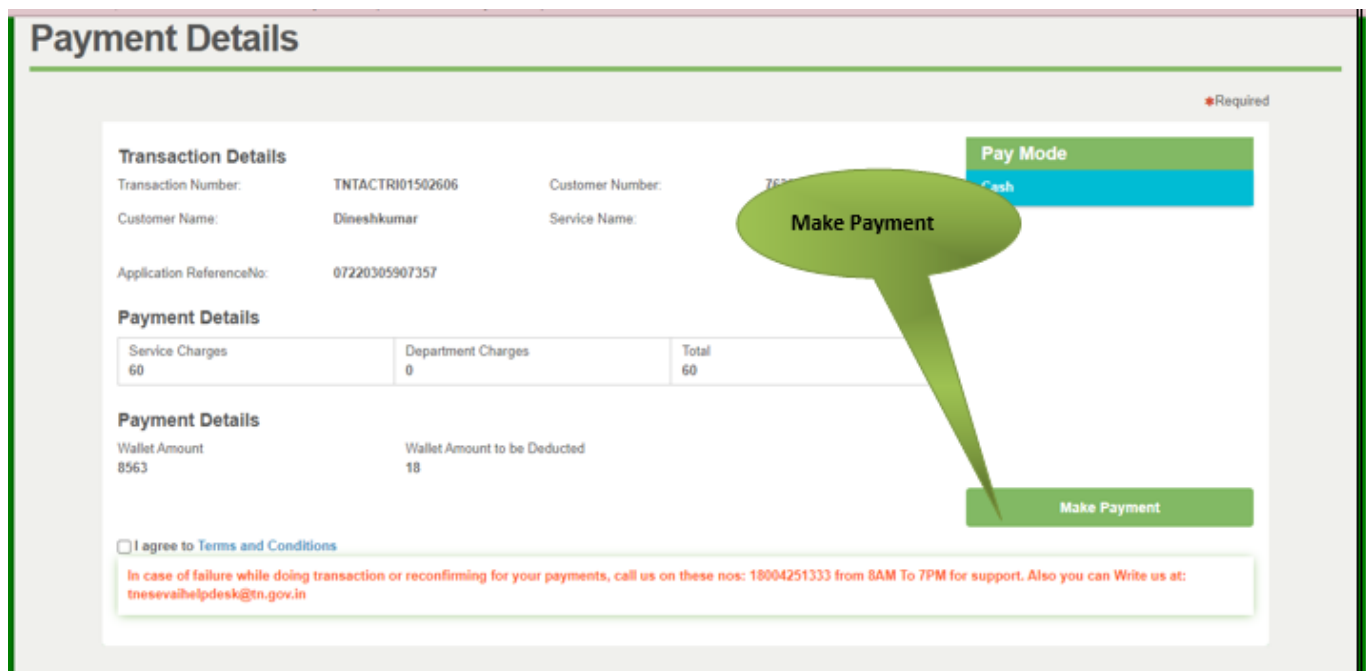 Payment Details
*Required
Transaction Details
Pay Mode
Transaction Number: TNTACTRI01502606 Customer Number:
Cash
Customer Name: Dineshkumar Service Name:
Make Payment
Application ReferenceNo: 07220305907357
Payment Details
Service Charges Department Charges Total
60 0 60
Payment Details
Wallet Amount Wallet Amount to be Deducted
8563 18
Make Payment
I agree to Terms and Conditions
In case of failure while doing transaction or reconfirming for your payments, call us on these nos: 18004251333 from 8AM To 7PM for support. Also you can Write us at:
tnesevaihelpdesk@tn.gov.in